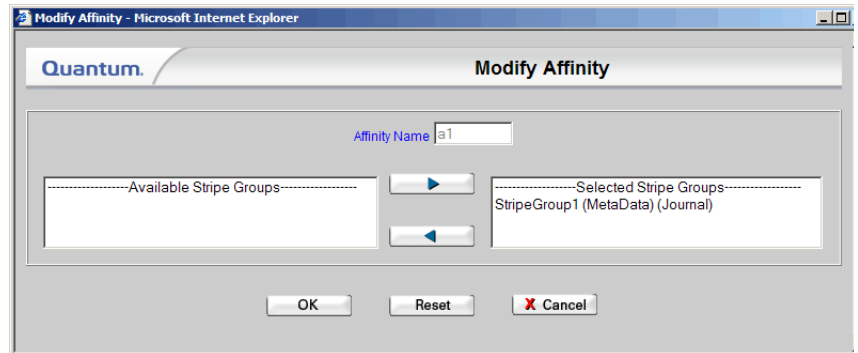 Modify Affinity - Microsoft Internet Explorer
Quantum.
Modify Affinity
Affinity Name a1
-------------------Available Stripe Groups------------------
-------------------Selected Stripe Groups------------------
StripeGroup1 (MetaData) (Journal)
OK Reset X Cancel